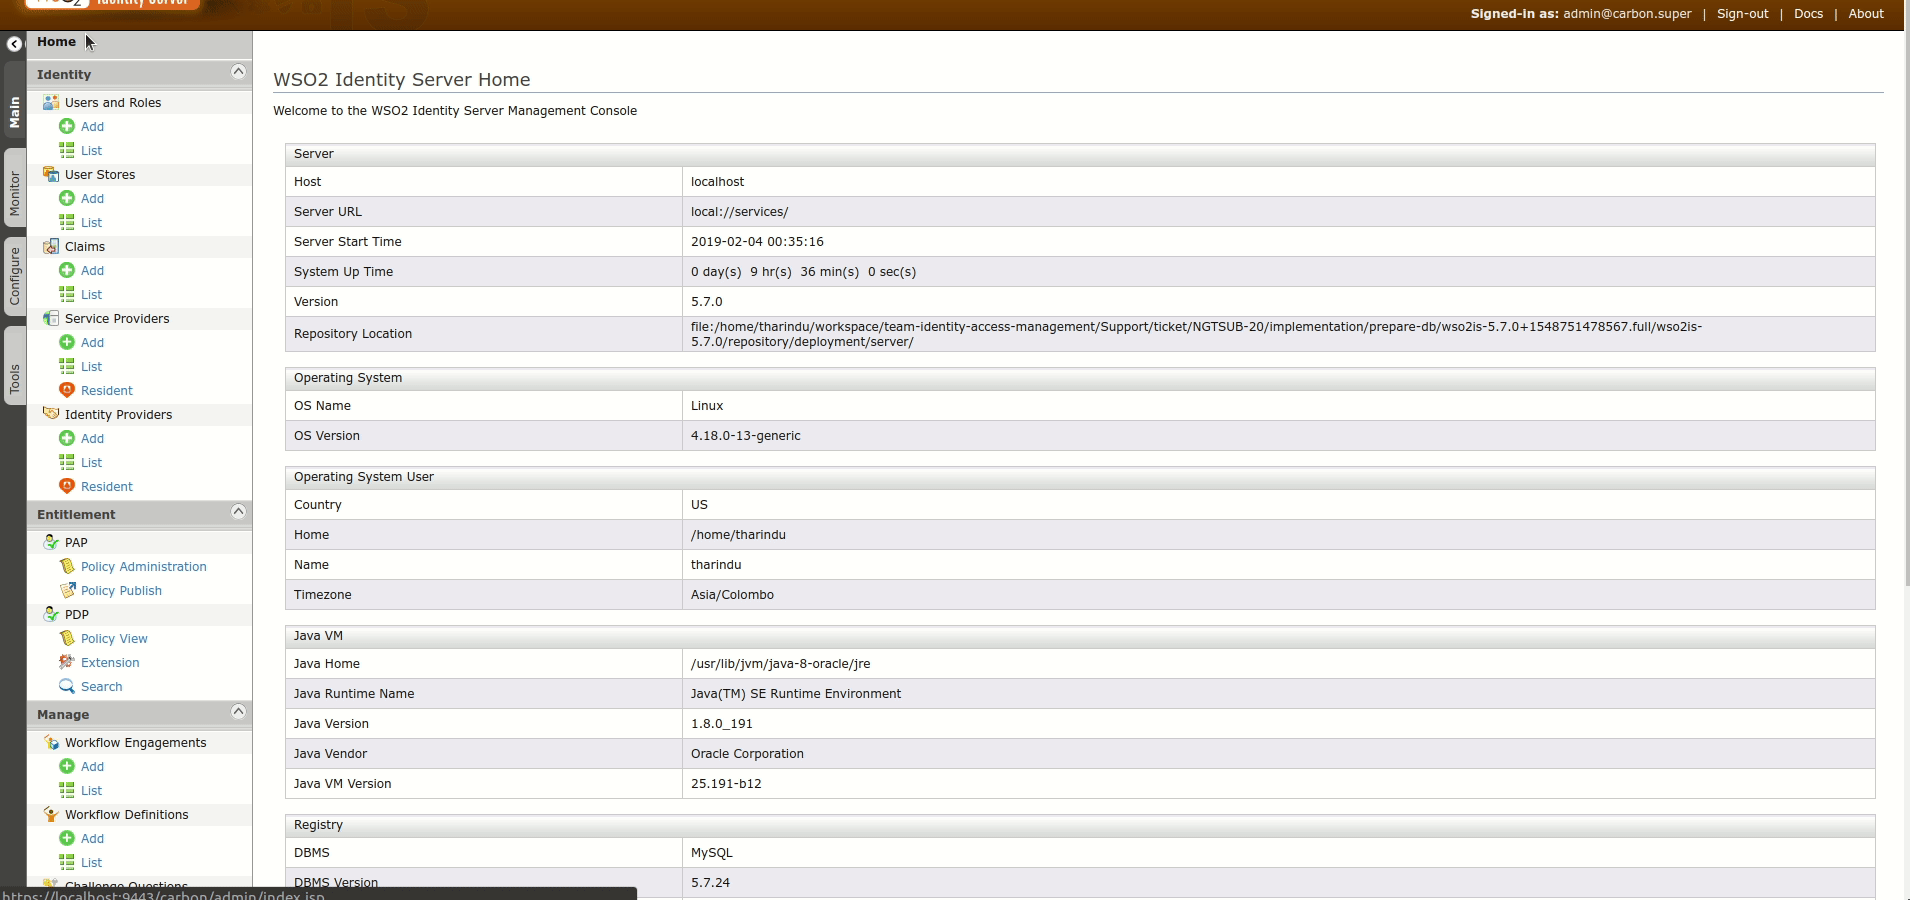 Identity Server
Signed-in as: admin@carbon.super | Sign-out | Docs | About
Home
Identity
Users and Roles
Add
List
User Stores
Add
List
Claims
Add
List
Service Providers
Add
List
Resident
Identity Providers
Add
List
Resident
Entitlement
PAP
Policy Administration
Policy Publish
PDP
Policy View
Extension
Search
Manage
Workflow Engagements
Add
List
Workflow Definitions
Add
List
Challenge Questions
Main
Monitor
Configure
Tools
WSO2 Identity Server Home
Welcome to the WSO2 Identity Server Management Console
Server
Host localhost
Server URL local://services/
Server Start Time 2019-02-04 00:35:16
System Up Time 0 day(s) 9 hr(s) 36 min(s) 0 sec(s)
Version 5.7.0
Repository Location file:/home/tharindu/workspace/team-identity-access-management/Support/ticket/NGTSUB-20/implementation/prepare-db/wso2is-5.7.0+1548751478567.full/wso2is-
5.7.0/repository/deployment/server/
Operating System
OS Name Linux
OS Version 4.18.0-13-generic
Operating System User
Country US
Home /home/tharindu
Name tharindu
Timezone Asia/Colombo
Java VM
Java Home /usr/lib/jvm/java-8-oracle/jre
Java Runtime Name Java(TM) SE Runtime Environment
Java Version 1.8.0_191
Java Vendor Oracle Corporation
Java VM Version 25.191-b12
Registry
DBMS MySQL
DBMS Version 5.7.24
https://localhost:9443/carbon/admin/index.jsp